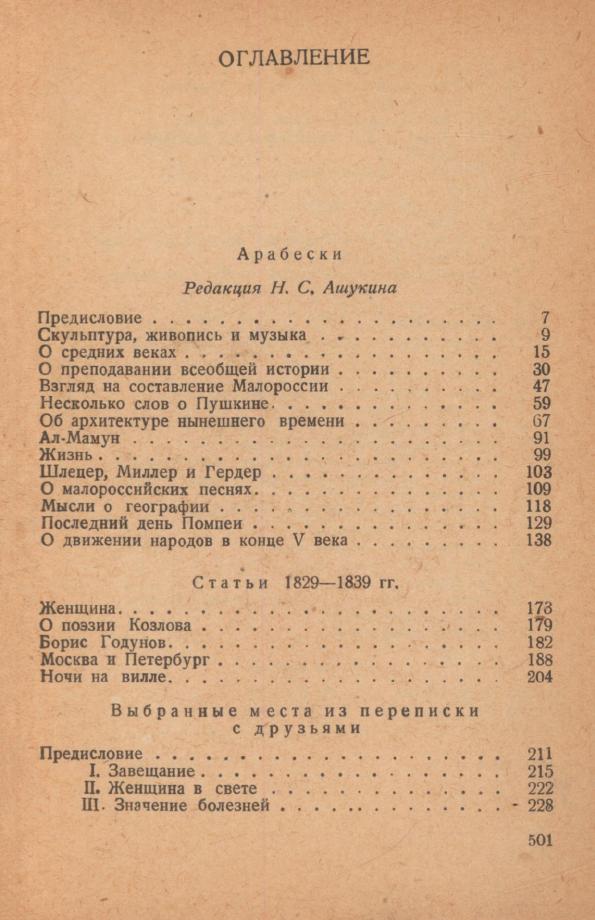 ОГЛАВЛЕНИЕ
Арабески
Редакция Н. С. Ашукина
Предисловие . . . . . . . . . . . . . . . . . . . . 7
Скульптура, живопись и музыка . . . . . . . . . . 9
О средних веках . . . . . . . . . . . . . . . . . . 15
О преподавании всеобщей истории . . . . . . . . . 30
Взгляд на составление Малороссии . . . . . . . . . 47
Несколько слов о Пушкине . . . . . . . . . . . . . 59
Об архитектуре нынешнего времени . . . . . . . . 67
Ал-Мамун . . . . . . . . . . . . . . . . . . . . . 91
Жизнь . . . . . . . . . . . . . . . . . . . . . . . 99
Шлецер, Миллер и Гердер . . . . . . . . . . . . . 103
О малороссийских песнях . . . . . . . . . . . . . . 109
Мысли о географии . . . . . . . . . . . . . . . . 118
Последний день Помпеи . . . . . . . . . . . . . . 129
О движении народов в конце V века . . . . . . . . 138
Статьи 1829—1839 гг.
Женщина . . . . . . . . . . . . . . . . . . . . . . 173
О поэзии Козлова . . . . . . . . . . . . . . . . . 179
Борис Годунов . . . . . . . . . . . . . . . . . . . 182
Москва и Петербург . . . . . . . . . . . . . . . . 188
Ночи на вилле . . . . . . . . . . . . . . . . . . . 204
Выбранные места из переписки
с друзьями
Предисловие . . . . . . . . . . . . . . . . . . . . 211
I. Завещание . . . . . . . . . . . . . . . . . . 215
II. Женщина в свете . . . . . . . . . . . . . . 222
III. Значение болезней . . . . . . . . . . . . . 228
501